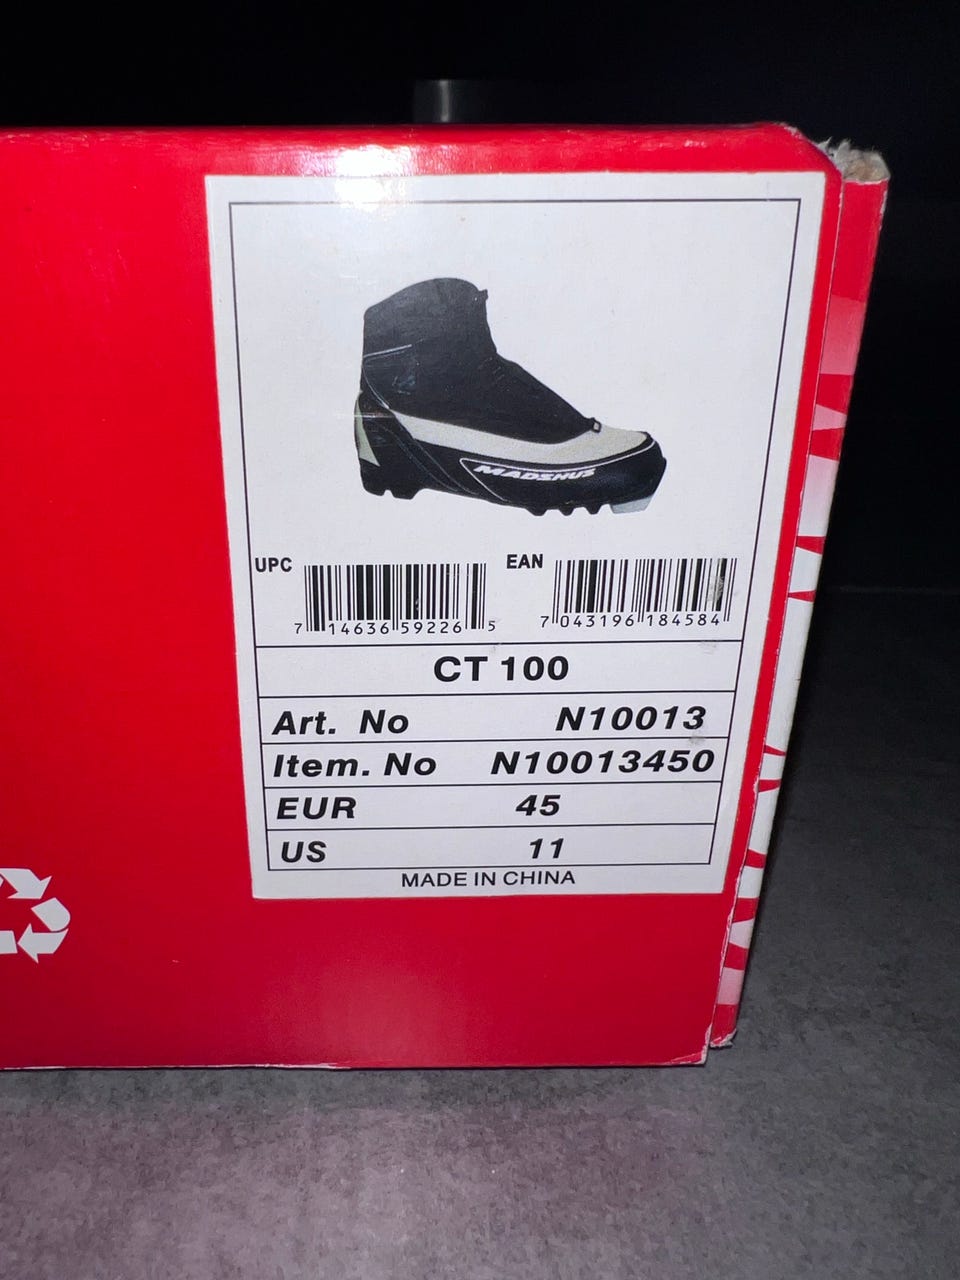 MADSHUS
UPC
EAN
7 14636 59226 5
7 043196 184584
CT 100
Art. No N10013
Item. No N10013450
EUR 45
US 11
MADE IN CHINA